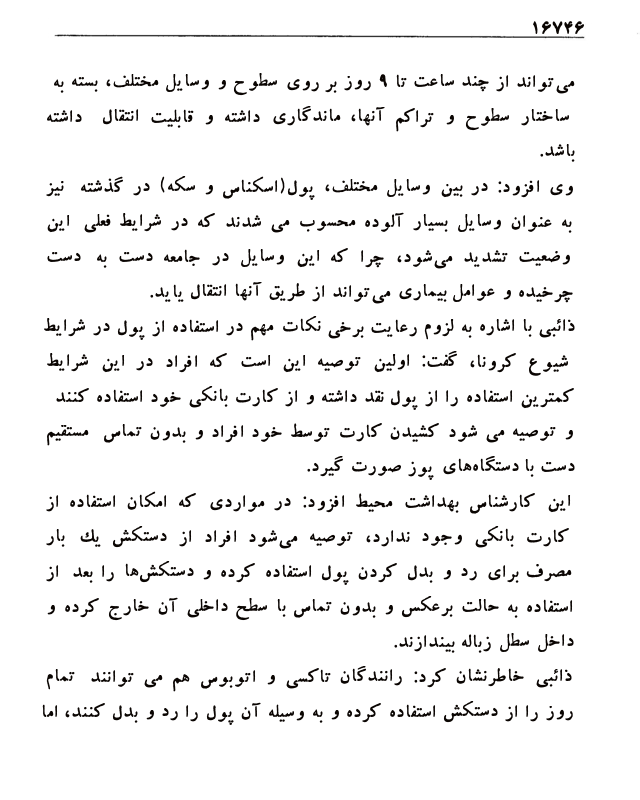 ۱۶۷۴۶
می‌تواند از چند ساعت تا ۹ روز بر روی سطوح و وسایل مختلف، بسته به
ساختار سطوح و تراکم آنها، ماندگاری داشته و قابلیت انتقال داشته
باشد.
وی افزود: در بین وسایل مختلف، پول(اسکناس و سکه) در گذشته نیز
به عنوان وسایل بسیار آلوده محسوب می شدند که در شرایط فعلی این
وضعیت تشدید می‌شود، چرا که این وسایل در جامعه دست به دست
چرخیده و عوامل بیماری می‌تواند از طریق آنها انتقال یابد.
ذائبی با اشاره به لزوم رعایت برخی نکات مهم در استفاده از پول در شرایط
شیوع کرونا، گفت: اولین توصیه این است که افراد در این شرایط
کمترین استفاده را از پول نقد داشته و از کارت بانکی خود استفاده کنند
و توصیه می شود کشیدن کارت توسط خود افراد و بدون تماس مستقیم
دست با دستگاه‌های پوز صورت گیرد.
این کارشناس بهداشت محیط افزود: در مواردی که امکان استفاده از
کارت بانکی وجود ندارد، توصیه می‌شود افراد از دستکش یك بار
مصرف برای رد و بدل کردن پول استفاده کرده و دستکش‌ها را بعد از
استفاده به حالت برعکس و بدون تماس با سطح داخلی آن خارج کرده و
داخل سطل زباله بیندازند.
ذائبی خاطرنشان کرد: رانندگان تاکسی و اتوبوس هم می توانند تمام
روز را از دستکش استفاده کرده و به وسیله آن پول را رد و بدل کنند، اما